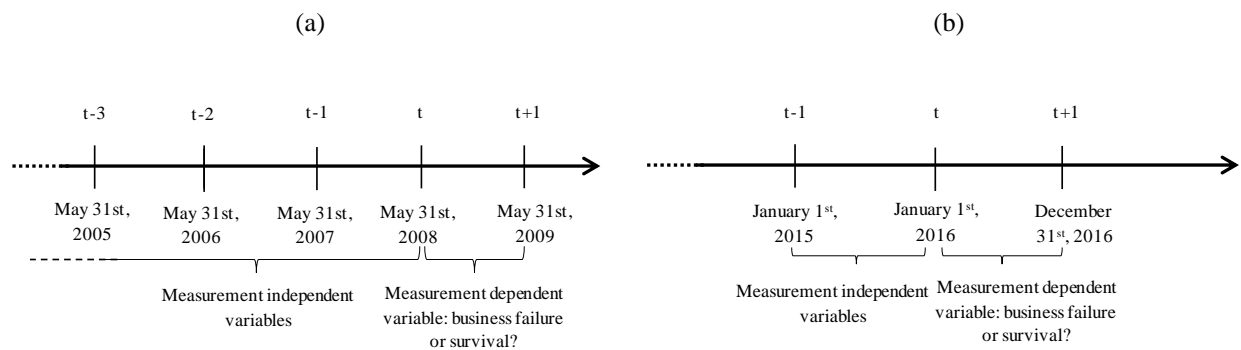 (a)
t-3 t-2 t-1 t t+1
May 31st, May 31st, May 31st, May 31st, May 31st,
2005 2006 2007 2008 2009
Measurement independent
variables
Measurement dependent
variable: business failure
or survival?
(b)
t-1 t t+1
January 1st, January 1st, December
2015 2016 31st, 2016
Measurement independent
variables
Measurement dependent
variable: business failure
or survival?